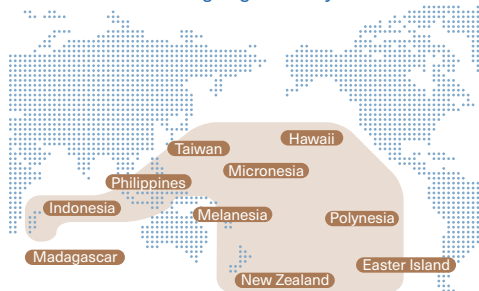 Hawaii
Taiwan
Micronesia
Philippines
Indonesia
Melanesia
Polynesia
Madagascar
Easter Island
New Zealand